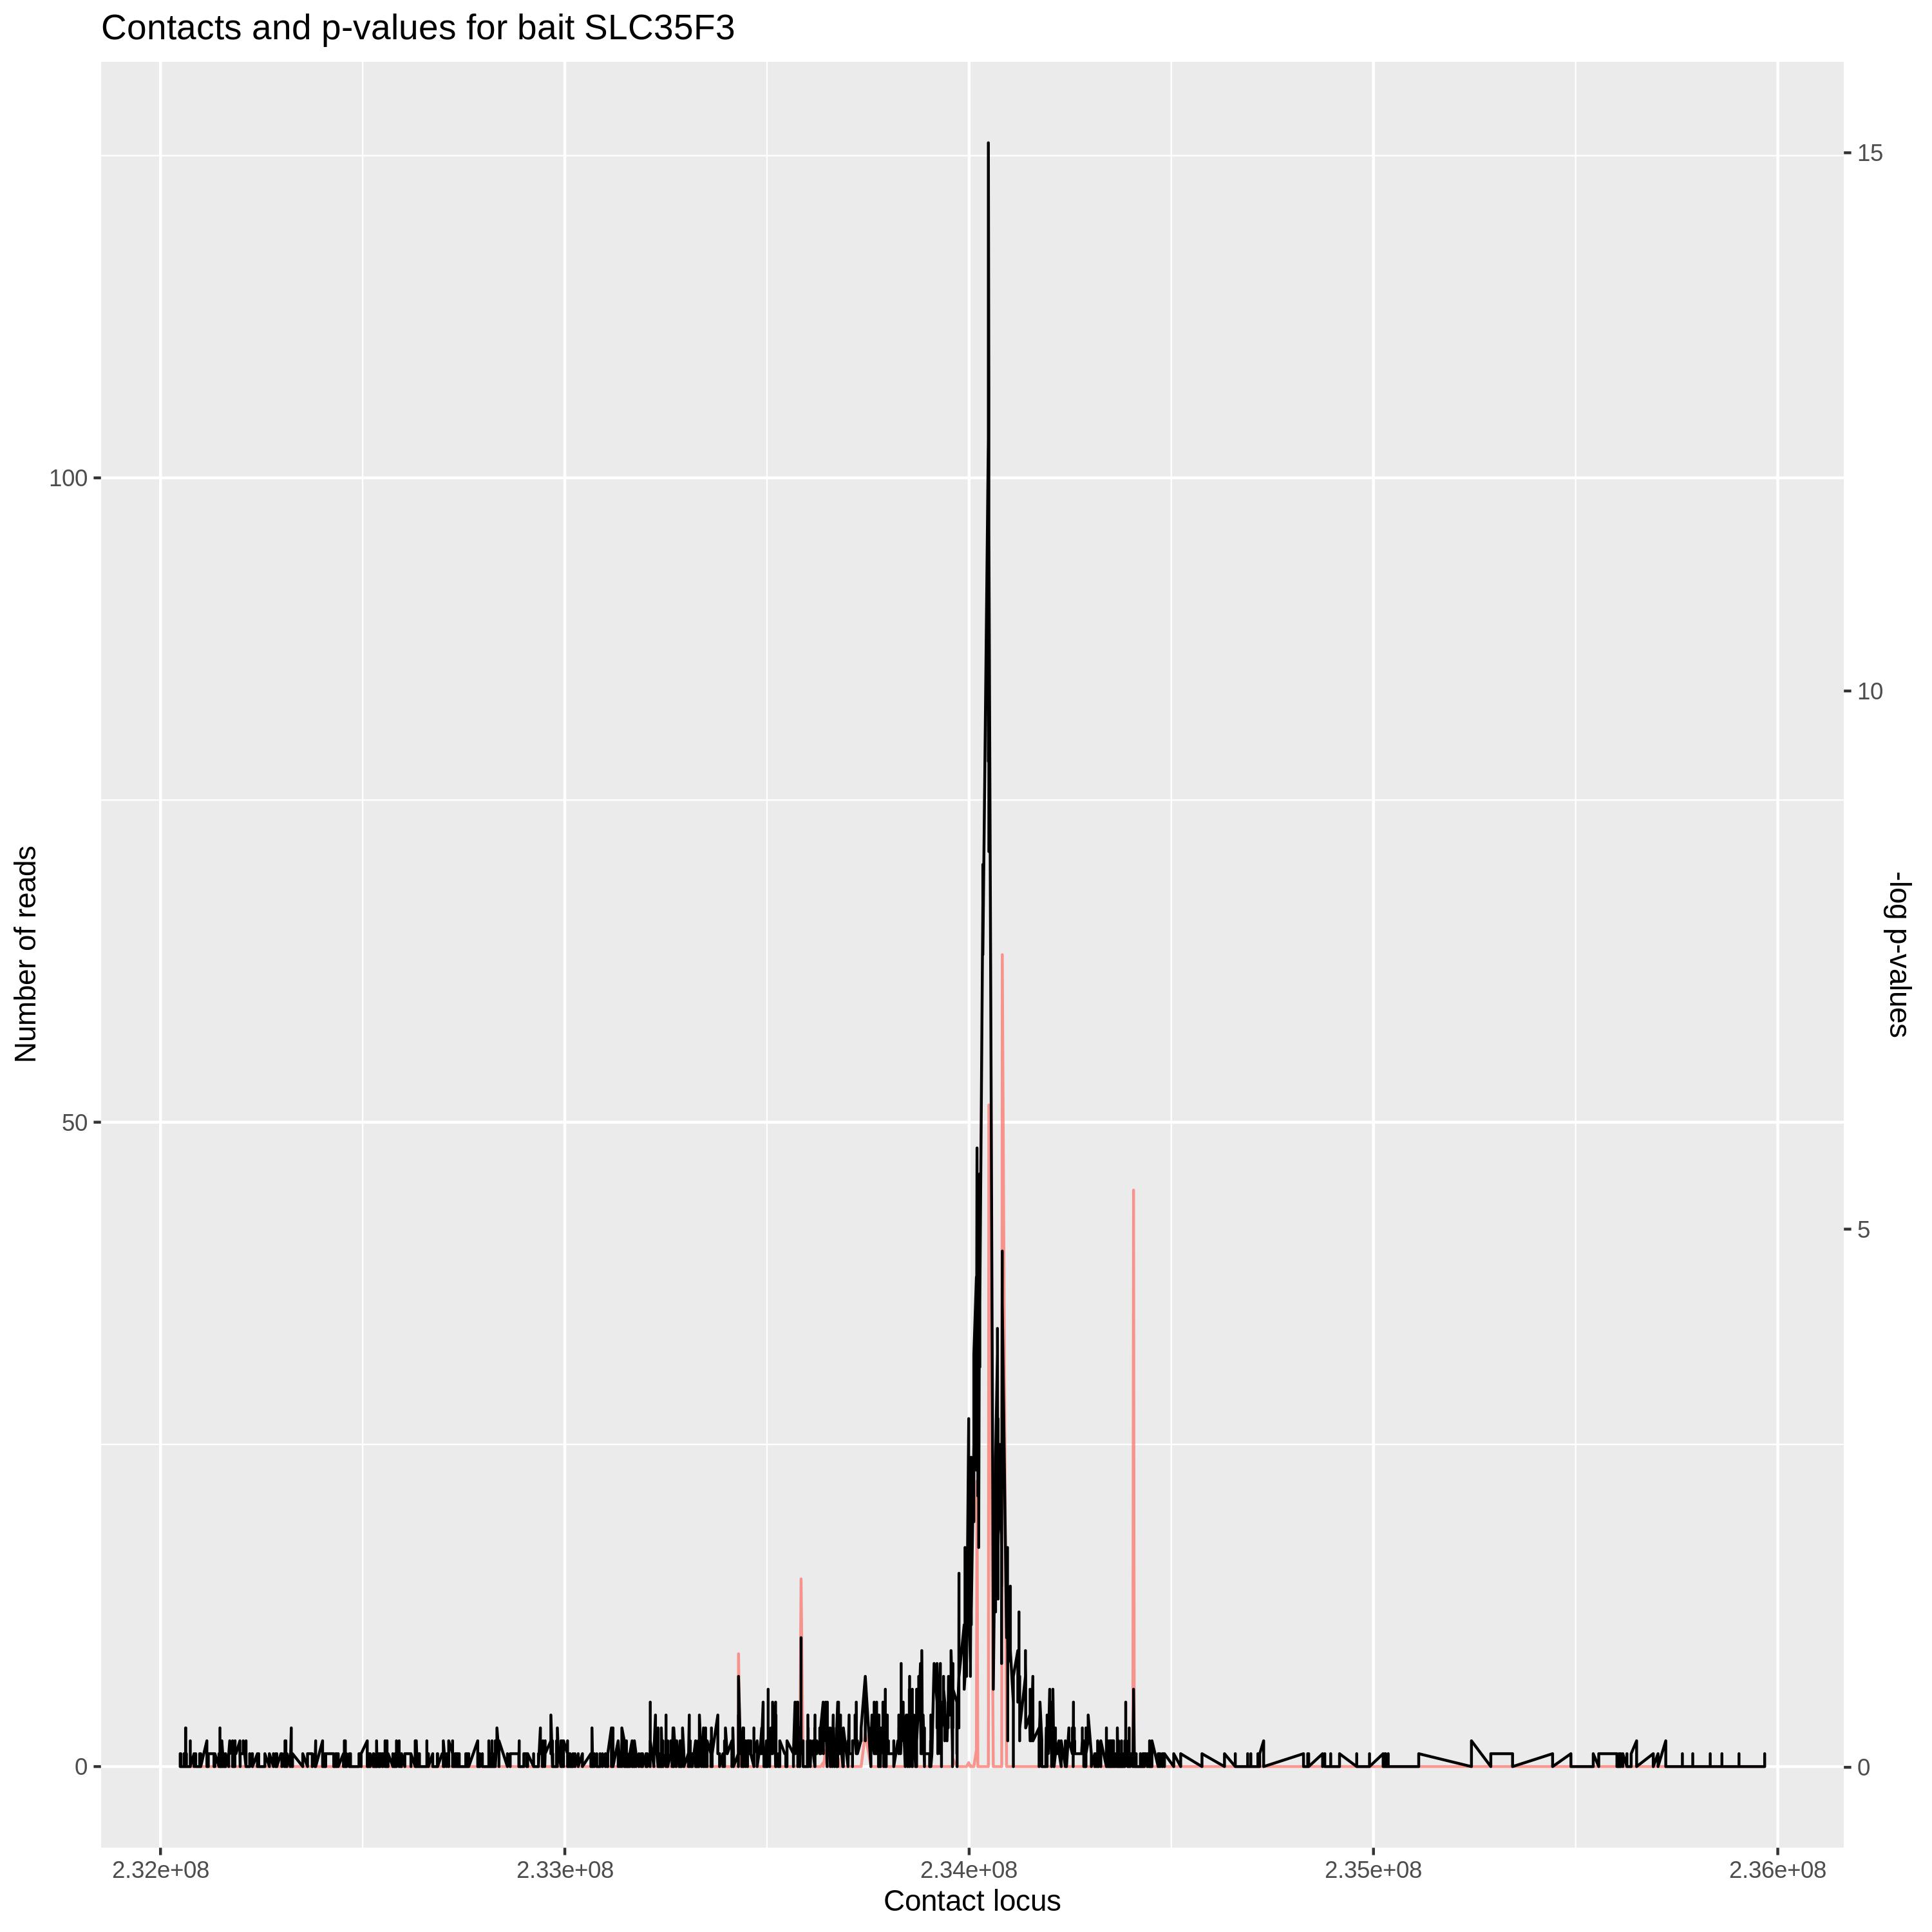 Contacts and p-values for bait SLC35F3
15
100
10
Number of reads
-log p-values
50
5
0
0
2.32e+08
2.33e+08
2.34e+08
2.35e+08
2.36e+08
Contact locus